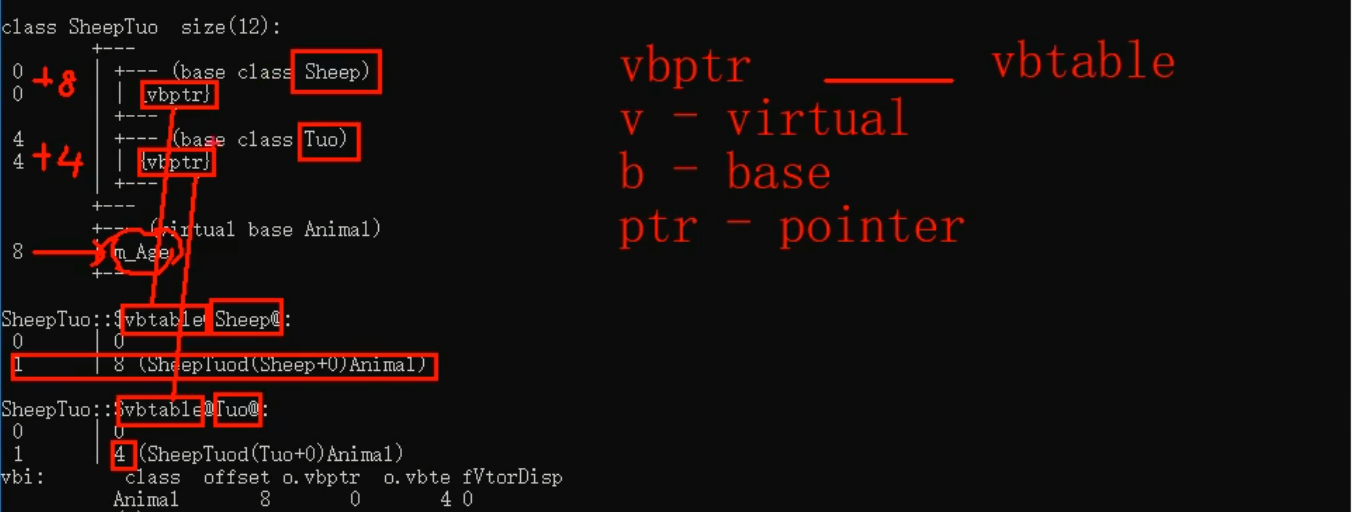 class SheepTuo size(12):
+---
0 +8 | +--- (base class Sheep)
0 | | {vbptr}
| +---
4 +4 | +--- (base class Tuo)
4 | | {vbptr}
| +---
+---
+--- (virtual base Animal)
8 | m_Age
+---
SheepTuo::$vbtable@Sheep@:
0 | 0
1 | 8 (SheepTuod(Sheep+0)Animal)
SheepTuo::$vbtable@Tuo@:
0 | 0
1 | 4 (SheepTuod(Tuo+0)Animal)
vbi: class offset o.vbptr o.vbte fVtorDisp
Animal 8 0 4 0
vbptr _____ vbtable
v - virtual
b - base
ptr - pointer